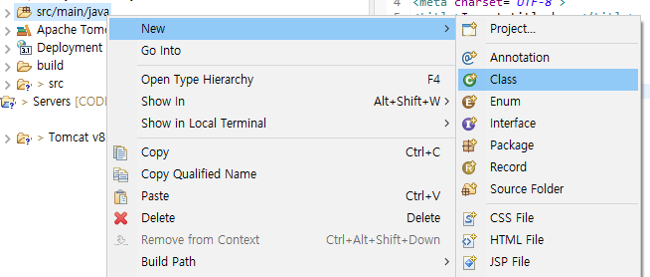 src/main/java
Apache Tomc
Deployment
build
> src
> Servers [CODI
> Tomcat v8
New
Go Into
Open Type Hierarchy F4
Show In Alt+Shift+W
Show in Local Terminal
Copy Ctrl+C
Copy Qualified Name
Paste Ctrl+V
Delete Delete
Remove from Context Ctrl+Alt+Shift+Down
Build Path
4 <meta charset="UTF-8">
Project...
Annotation
Class
Enum
Interface
Package
Record
Source Folder
CSS File
HTML File
JSP File